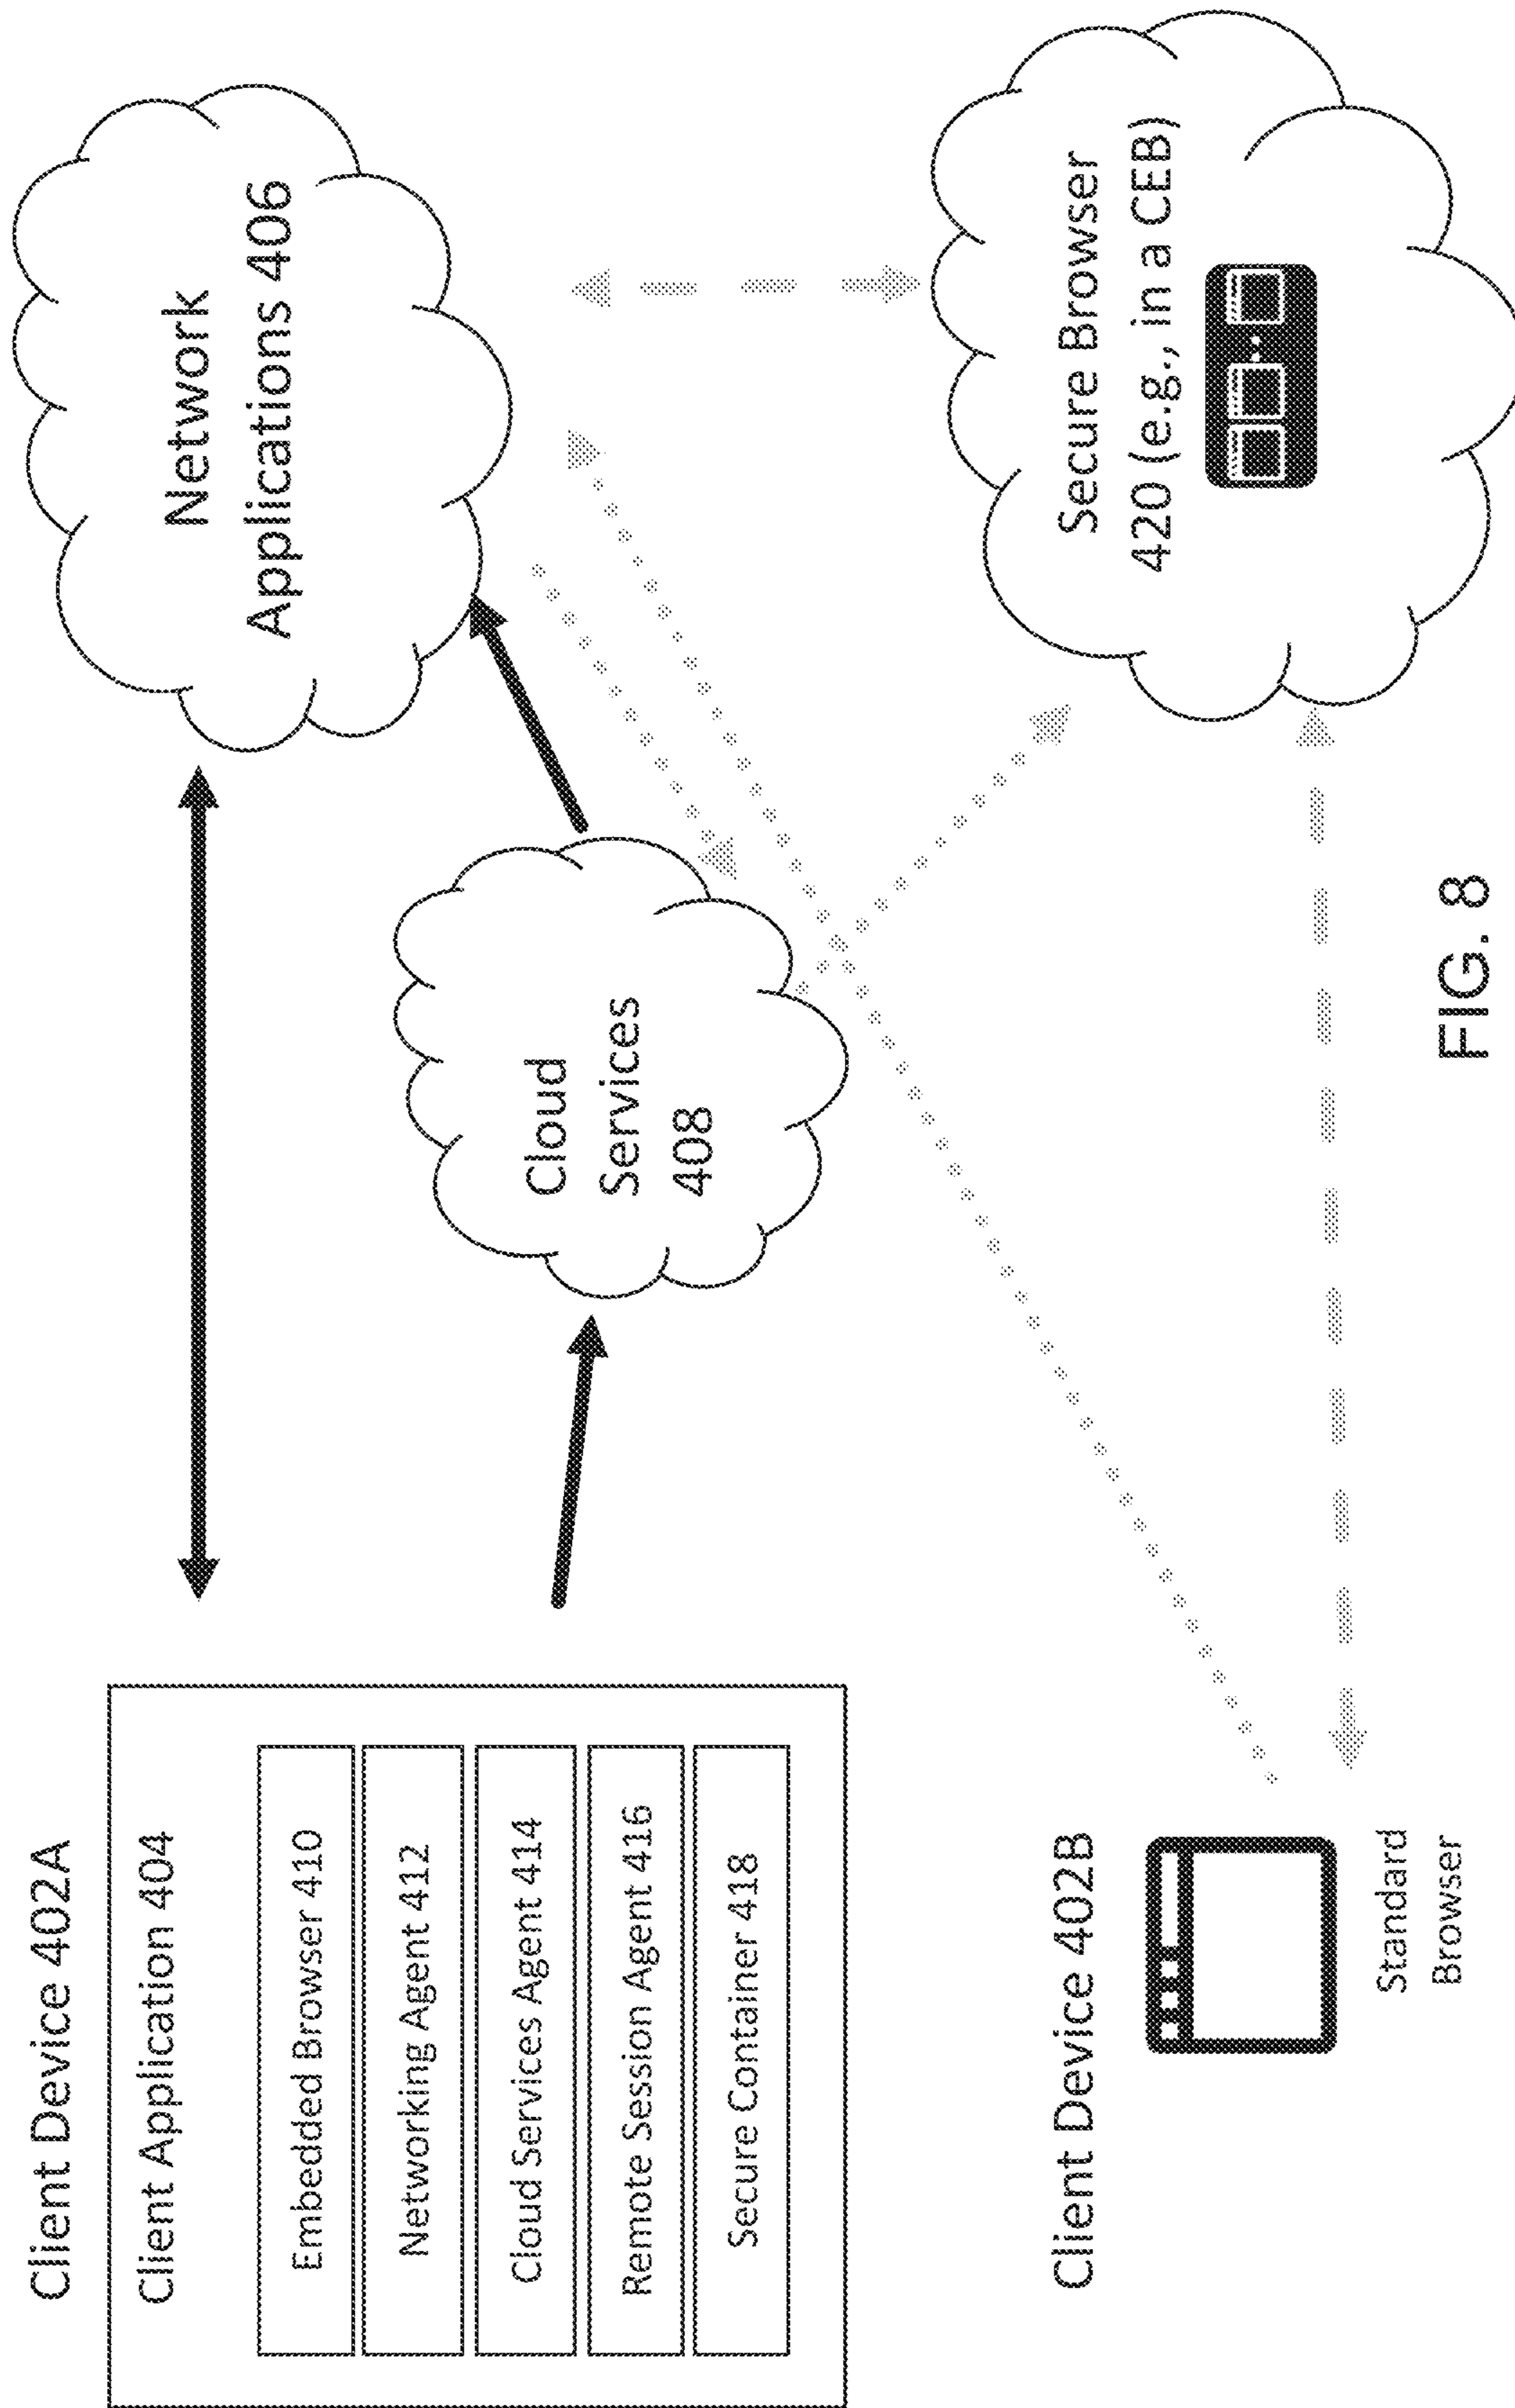 Client Device 402A
Client Application 404
Embedded Browser 410
Networking Agent 412
Cloud Services Agent 414
Remote Session Agent 416
Secure Container 418
Network
Applications 406
Cloud
Services
408
Client Device 402B
Standard
Browser
Secure Browser
420 (e.g., in a CEB)
FIG. 8